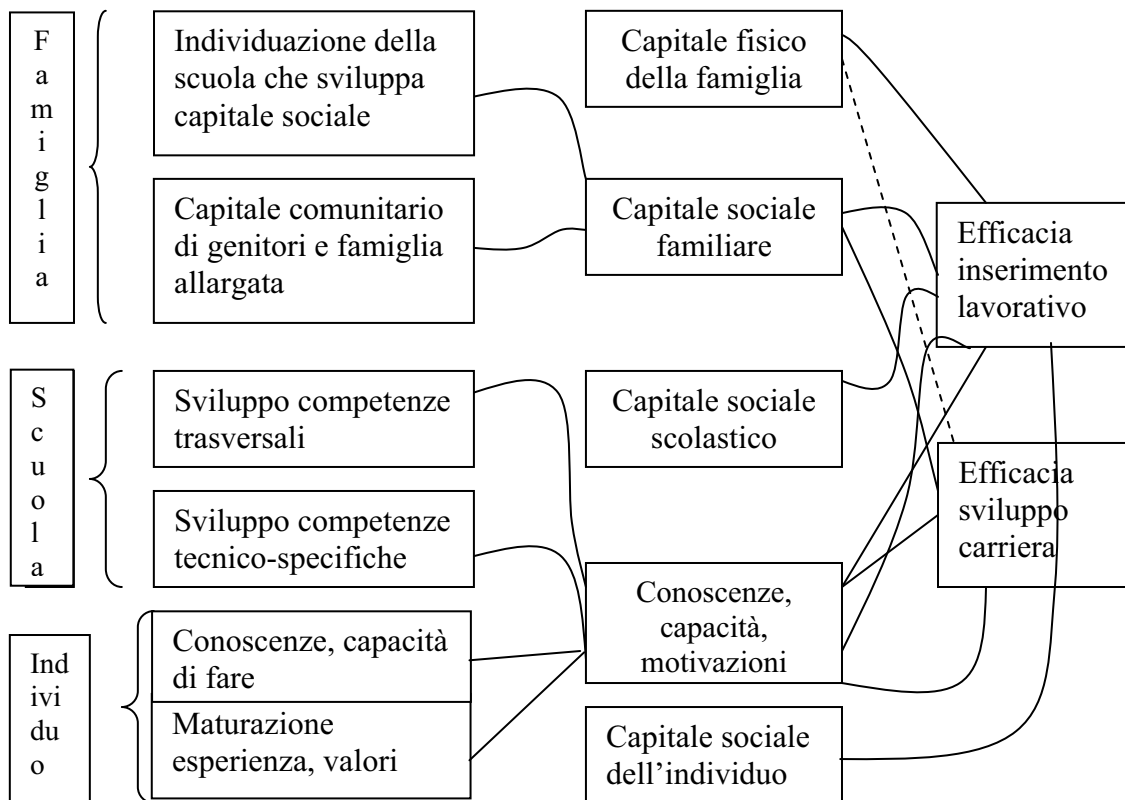 Famiglia
Individuazione della
scuola che sviluppa
capitale sociale
Capitale comunitario
di genitori e famiglia
allargata
Capitale fisico
della famiglia
Capitale sociale
familiare
Efficacia
inserimento
lavorativo
Scuola
Sviluppo competenze
trasversali
Sviluppo competenze
tecnico-specifiche
Capitale sociale
scolastico
Efficacia
sviluppo
carriera
Ind
ivi
du
o
Conoscenze, capacità
di fare
Maturazione
esperienza, valori
Conoscenze,
capacità,
motivazioni
Capitale sociale
dell’individuo